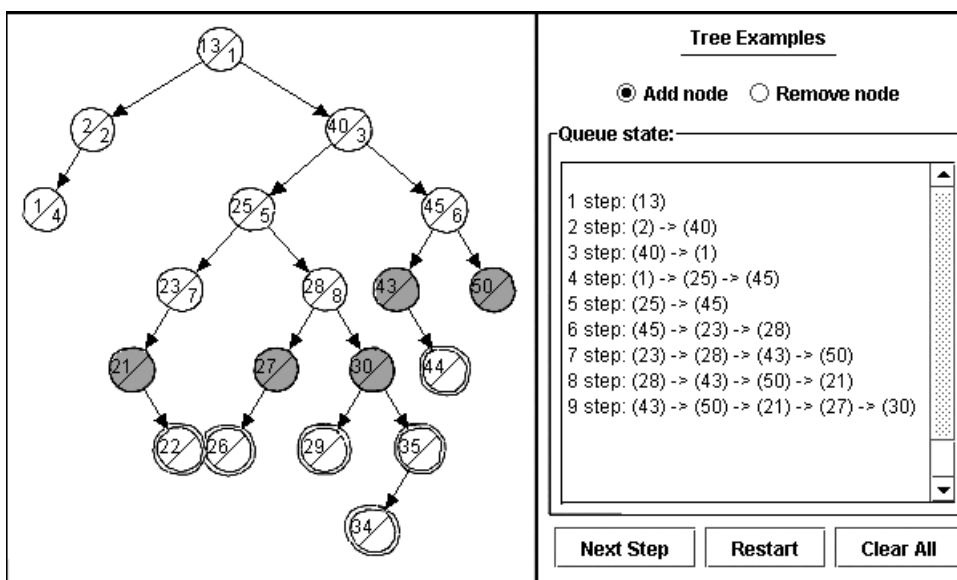 13 1
2 2
40 3
1 4
25 5
45 6
23 7
28 8
43
50
21
27
30
44
22
26
29
35
34
Tree Examples
Add node Remove node
Queue state:
1 step: (13)
2 step: (2) -> (40)
3 step: (40) -> (1)
4 step: (1) -> (25) -> (45)
5 step: (25) -> (45)
6 step: (45) -> (23) -> (28)
7 step: (23) -> (28) -> (43) -> (50)
8 step: (28) -> (43) -> (50) -> (21)
9 step: (43) -> (50) -> (21) -> (27) -> (30)
Next Step Restart Clear All